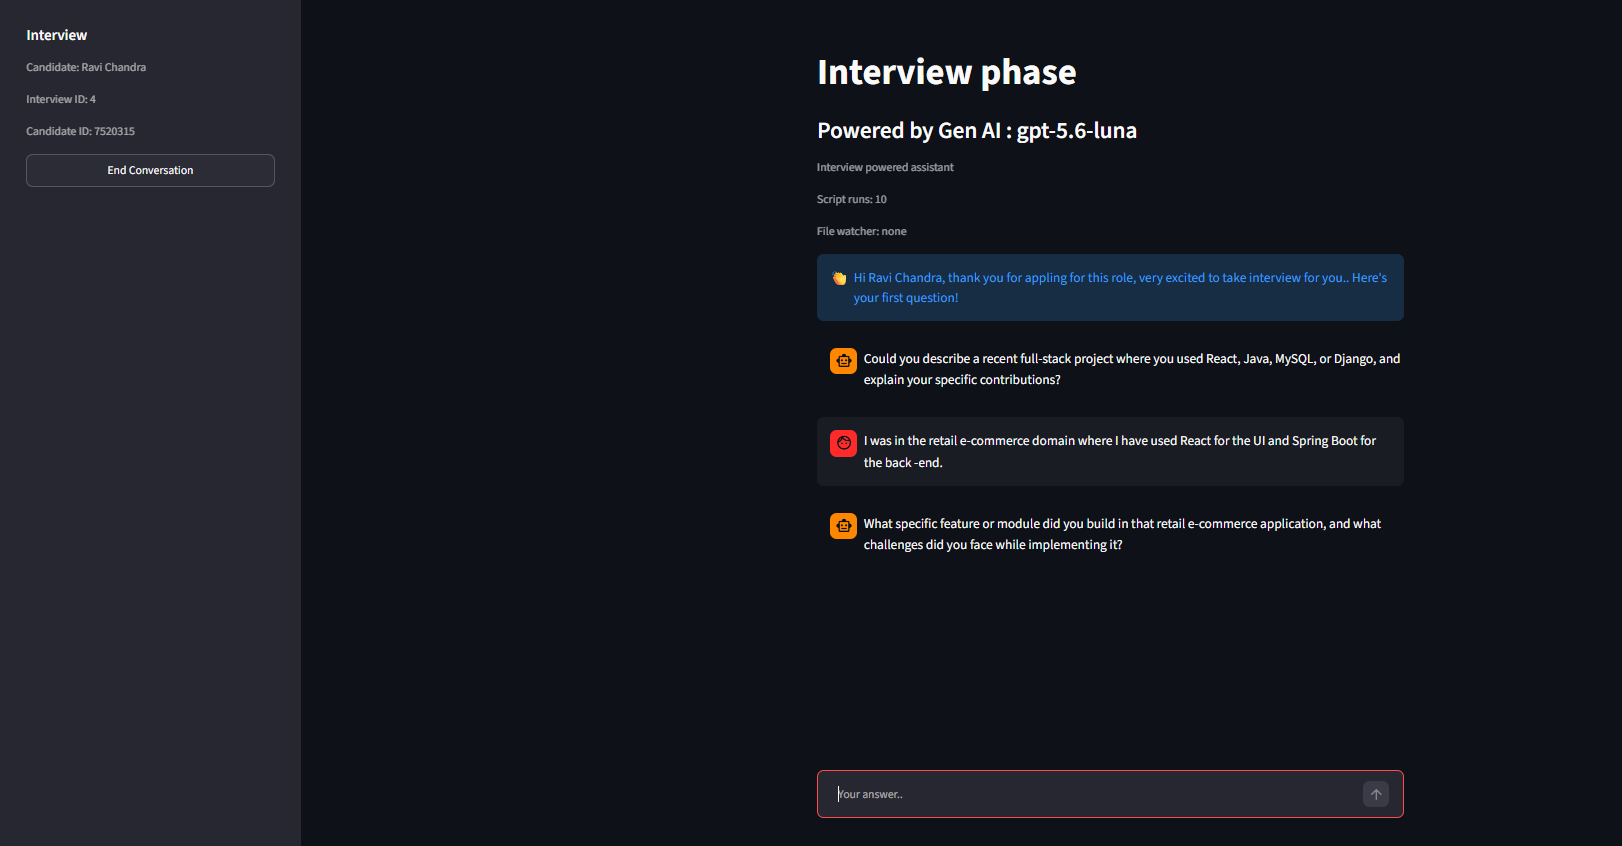 Interview
Candidate: Ravi Chandra
Interview ID: 4
Candidate ID: 7520315
End Conversation
Interview phase
Powered by Gen AI : gpt-5.6-luna
Interview powered assistant
Script runs: 10
File watcher: none
Hi Ravi Chandra, thank you for appling for this role, very excited to take interview for you.. Here's
your first question!
Could you describe a recent full-stack project where you used React, Java, MySQL, or Django, and
explain your specific contributions?
I was in the retail e-commerce domain where I have used React for the UI and Spring Boot for
the back -end.
What specific feature or module did you build in that retail e-commerce application, and what
challenges did you face while implementing it?
Your answer..